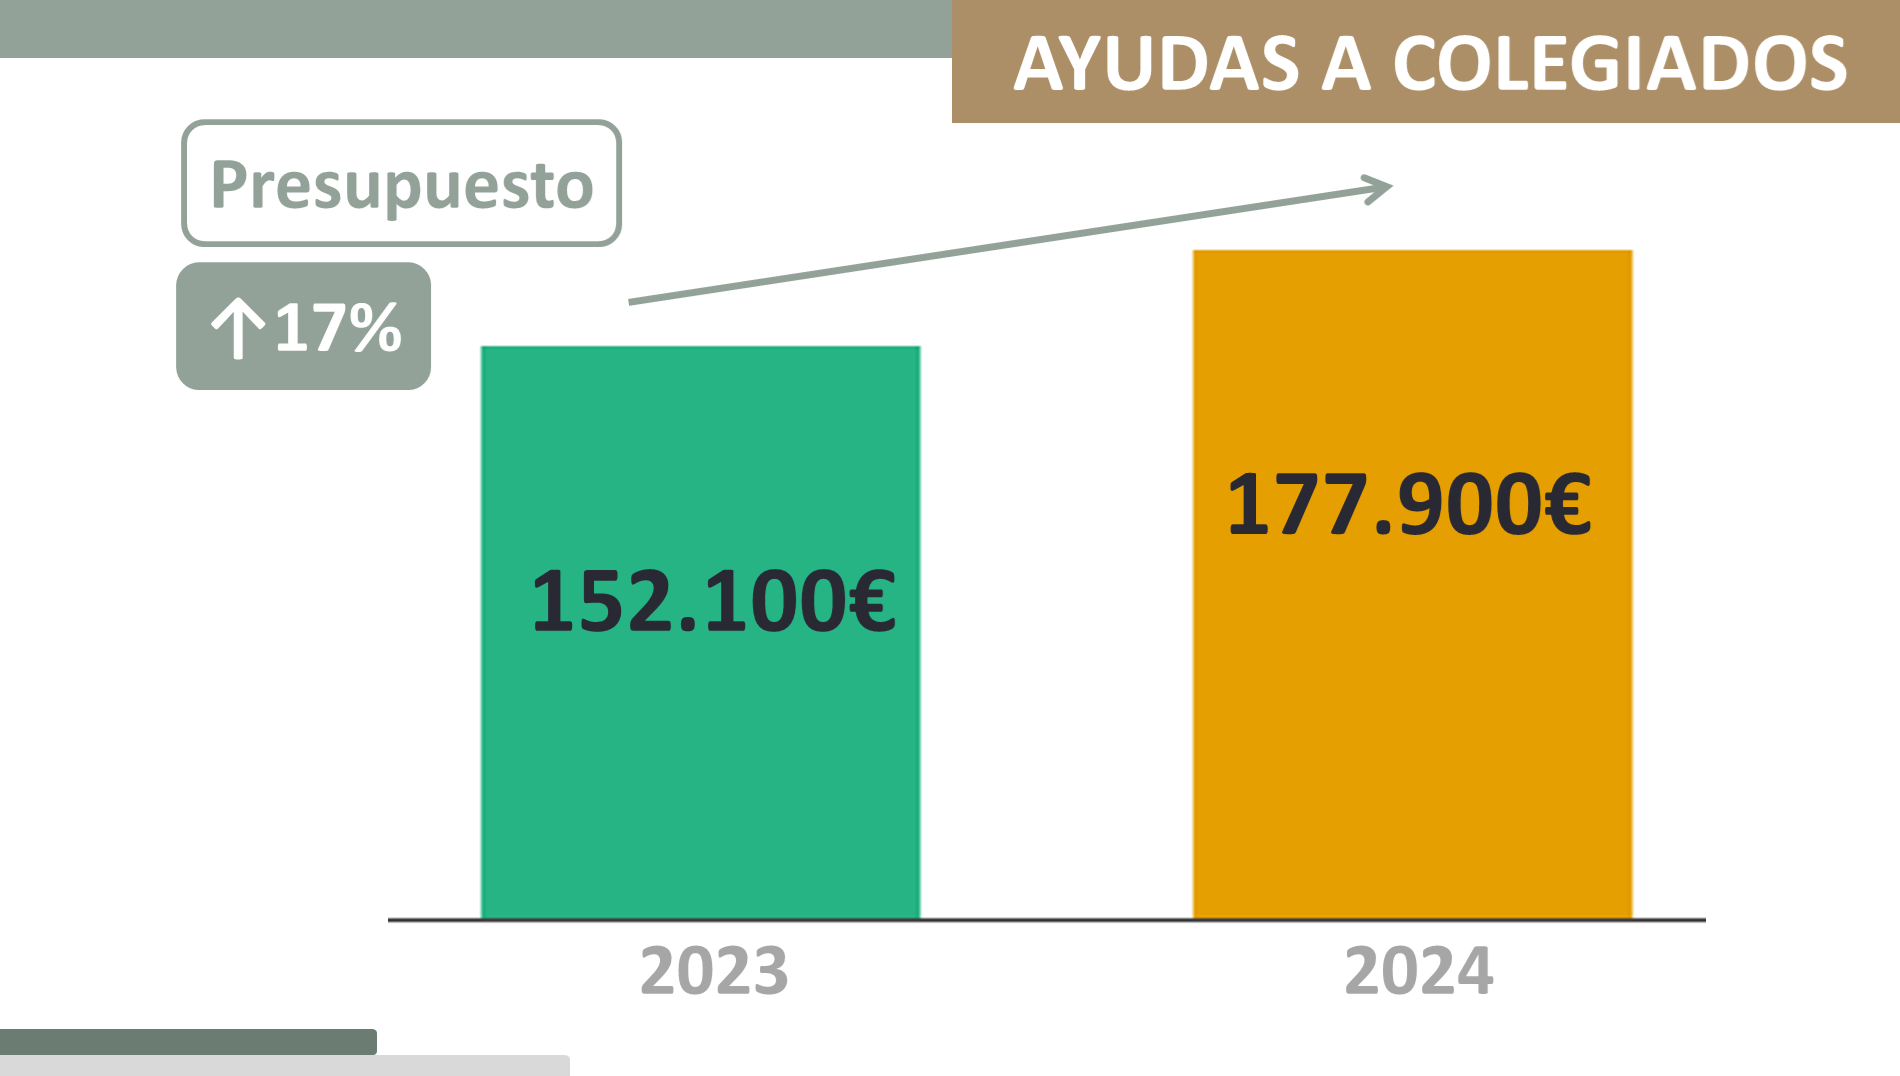 AYUDAS A COLEGIADOS
Presupuesto
↑17%
177.900€
152.100€
2023
2024